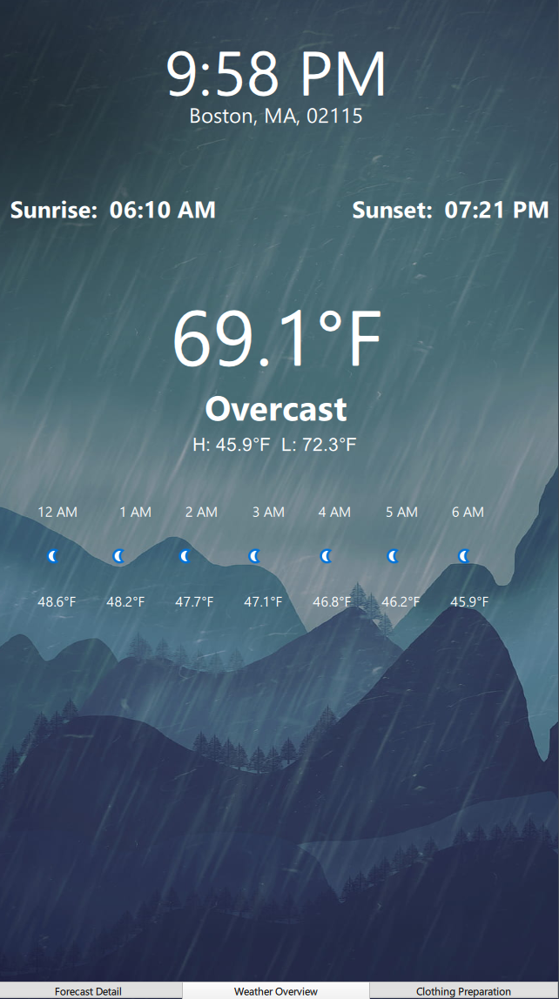 9:58 PM
Boston, MA, 02115
Sunrise: 06:10 AM Sunset: 07:21 PM
69.1°F
Overcast
H: 45.9°F L: 72.3°F
12 AM 1 AM 2 AM 3 AM 4 AM 5 AM 6 AM
48.6°F 48.2°F 47.7°F 47.1°F 46.8°F 46.2°F 45.9°F
Forecast Detail Weather Overview Clothing Preparation